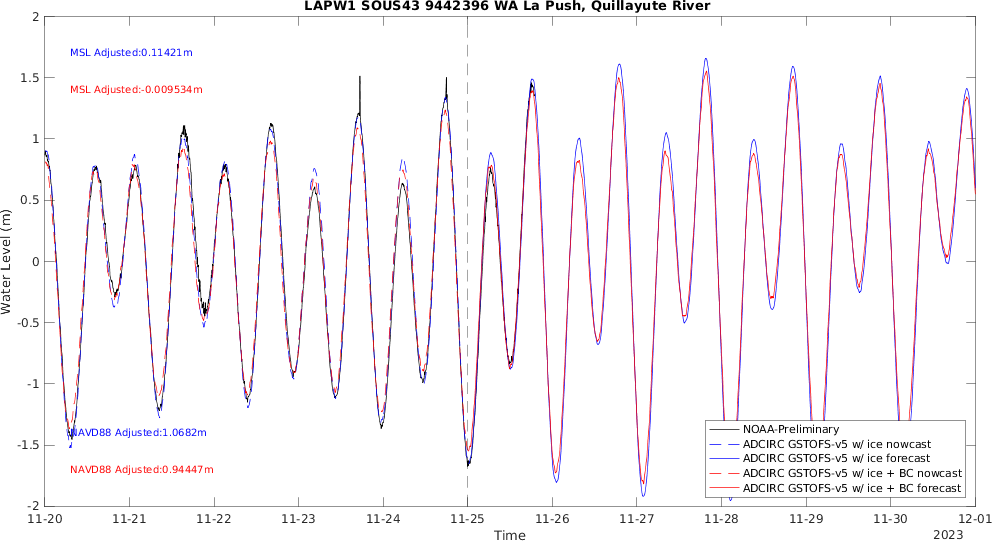 LAPW1 SOUS43 9442396 WA La Push, Quillayute River
2
1.5
1
0.5
0
-0.5
-1
-1.5
-2
Water Level (m)
MSL Adjusted:0.11421m
MSL Adjusted:-0.009534m
NAVD88 Adjusted:1.0682m
NAVD88 Adjusted:0.94447m
NOAA-Preliminary
ADCIRC GSTOFS-v5 w/ ice nowcast
ADCIRC GSTOFS-v5 w/ ice forecast
ADCIRC GSTOFS-v5 w/ ice + BC nowcast
ADCIRC GSTOFS-v5 w/ ice + BC forecast
11-20 11-21 11-22 11-23 11-24 11-25 11-26 11-27 11-28 11-29 11-30 12-01
Time
2023